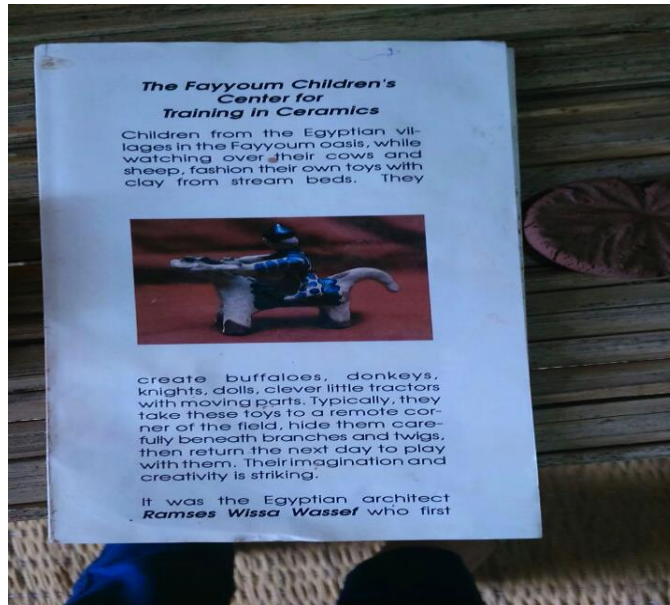 The Fayyoum Children's
Center for
Training in Ceramics
Children from the Egyptian vil-
lages in the Fayyoum oasis, while
watching over their cows and
sheep, fashion their own toys with
clay from stream beds. They
create buffaloes, donkeys,
knights, dolls, clever little tractors
with moving parts. Typically, they
take these toys to a remote cor-
ner of the field, hide them care-
fully beneath branches and twigs,
then return the next day to play
with them. Their imagination and
creativity is striking.
It was the Egyptian architect
Ramses Wissa Wassef who first